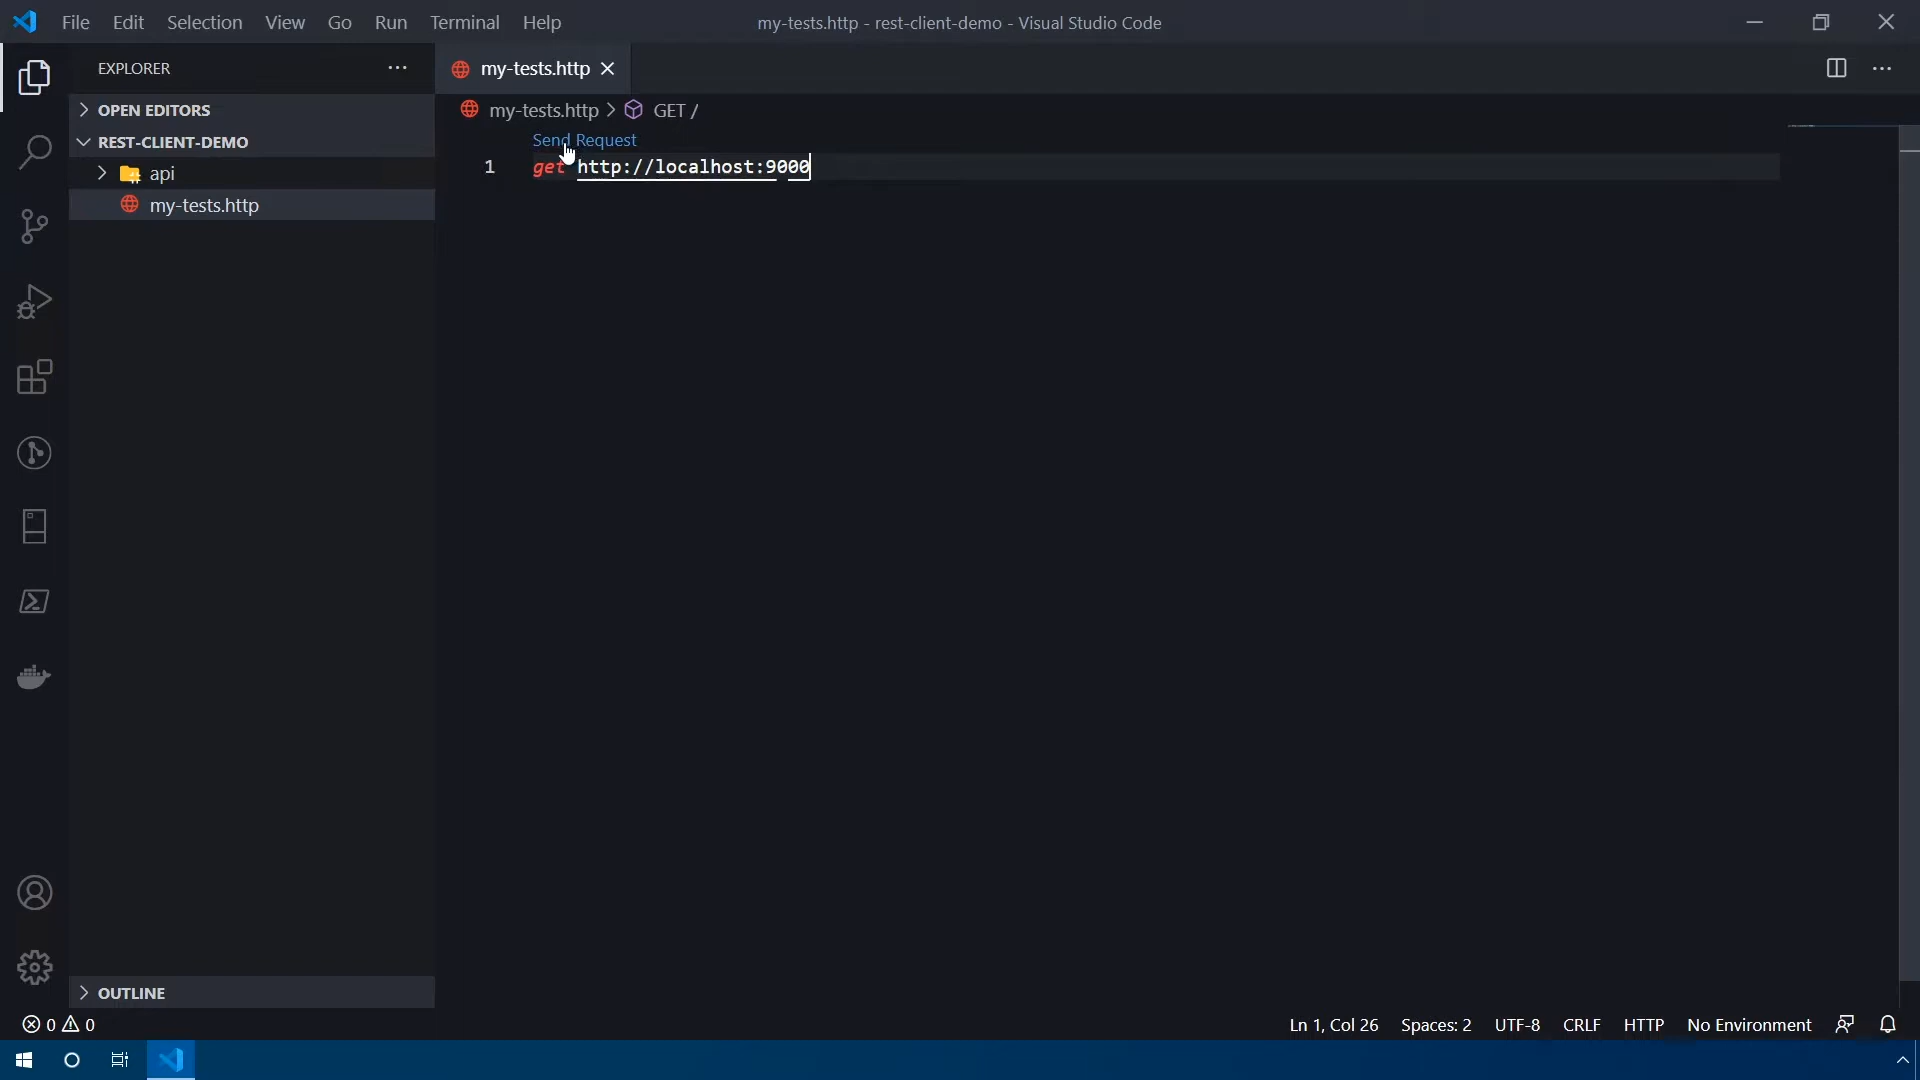 File Edit Selection View Go Run Terminal Help
my-tests.http - rest-client-demo - Visual Studio Code
EXPLORER
my-tests.http
OPEN EDITORS
my-tests.http > GET /
REST-CLIENT-DEMO
Send Request
1 get http://localhost:9000
api
my-tests.http
OUTLINE
0 0
Ln 1, Col 26 Spaces: 2 UTF-8 CRLF HTTP No Environment